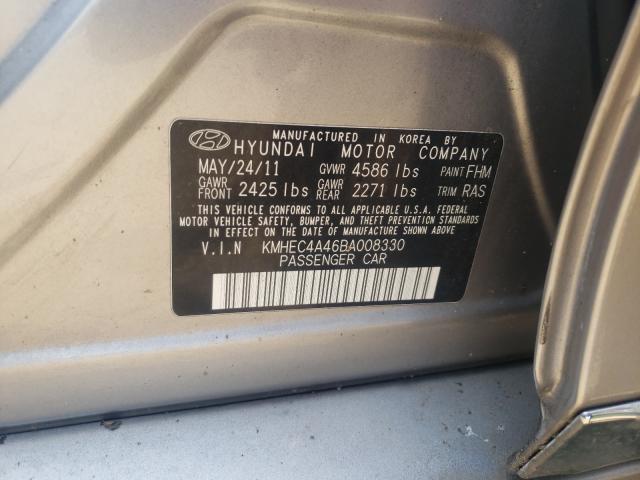 MANUFACTURED IN KOREA BY
HYUNDAI MOTOR COMPANY
MAY/24/11 GVWR 4586 lbs PAINT FHM
GAWR FRONT 2425 lbs GAWR REAR 2271 lbs TRIM RAS
THIS VEHICLE CONFORMS TO ALL APPLICABLE U.S.A. FEDERAL
MOTOR VEHICLE SAFETY, BUMPER, AND THEFT PREVENTION STANDARDS
IN EFFECT ON THE DATE OF MANUFACTURE SHOWN ABOVE
V.I.N KMHEC4A46BA008330
PASSENGER CAR